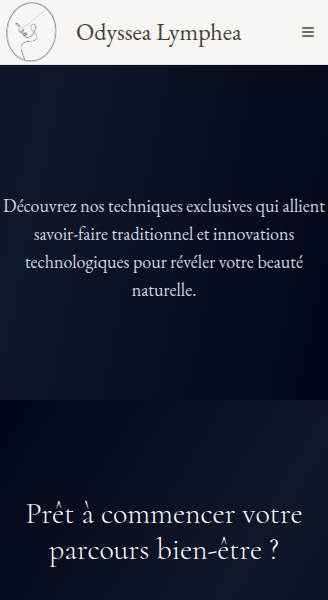 Odyssea Lymphea
Découvrez nos techniques exclusives qui allient
savoir-faire traditionnel et innovations
technologiques pour révéler votre beauté
naturelle.
Prêt à commencer votre
parcours bien-être ?